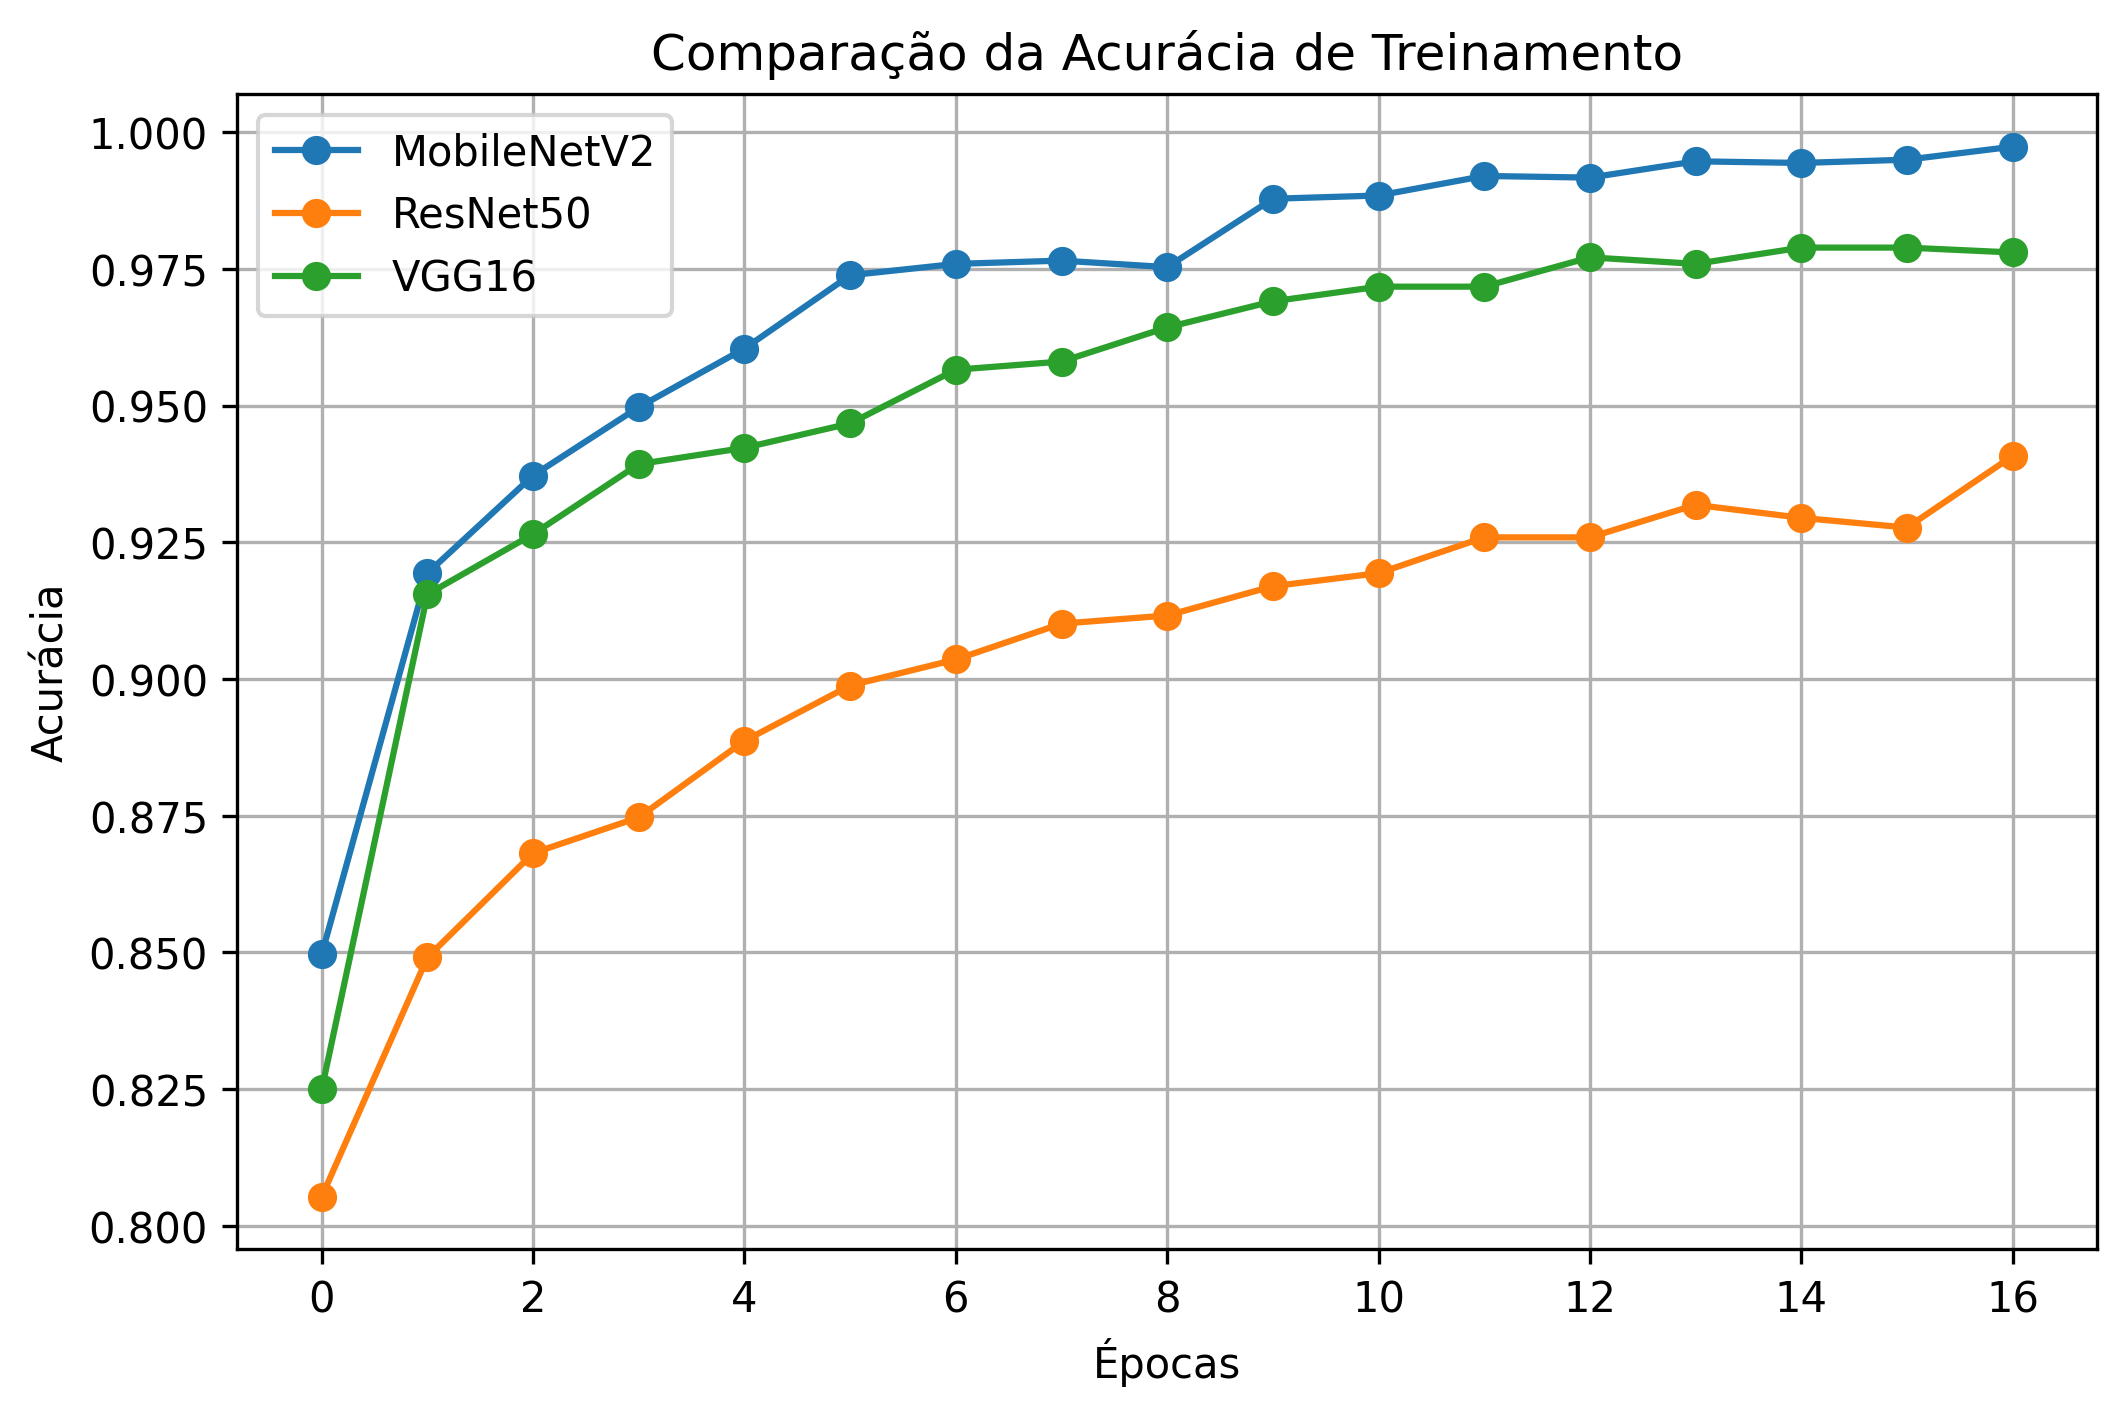 Comparação da Acurácia de Treinamento
MobileNetV2
ResNet50
VGG16
Acurácia
1.000
0.975
0.950
0.925
0.900
0.875
0.850
0.825
0.800
0 2 4 6 8 10 12 14 16
Épocas